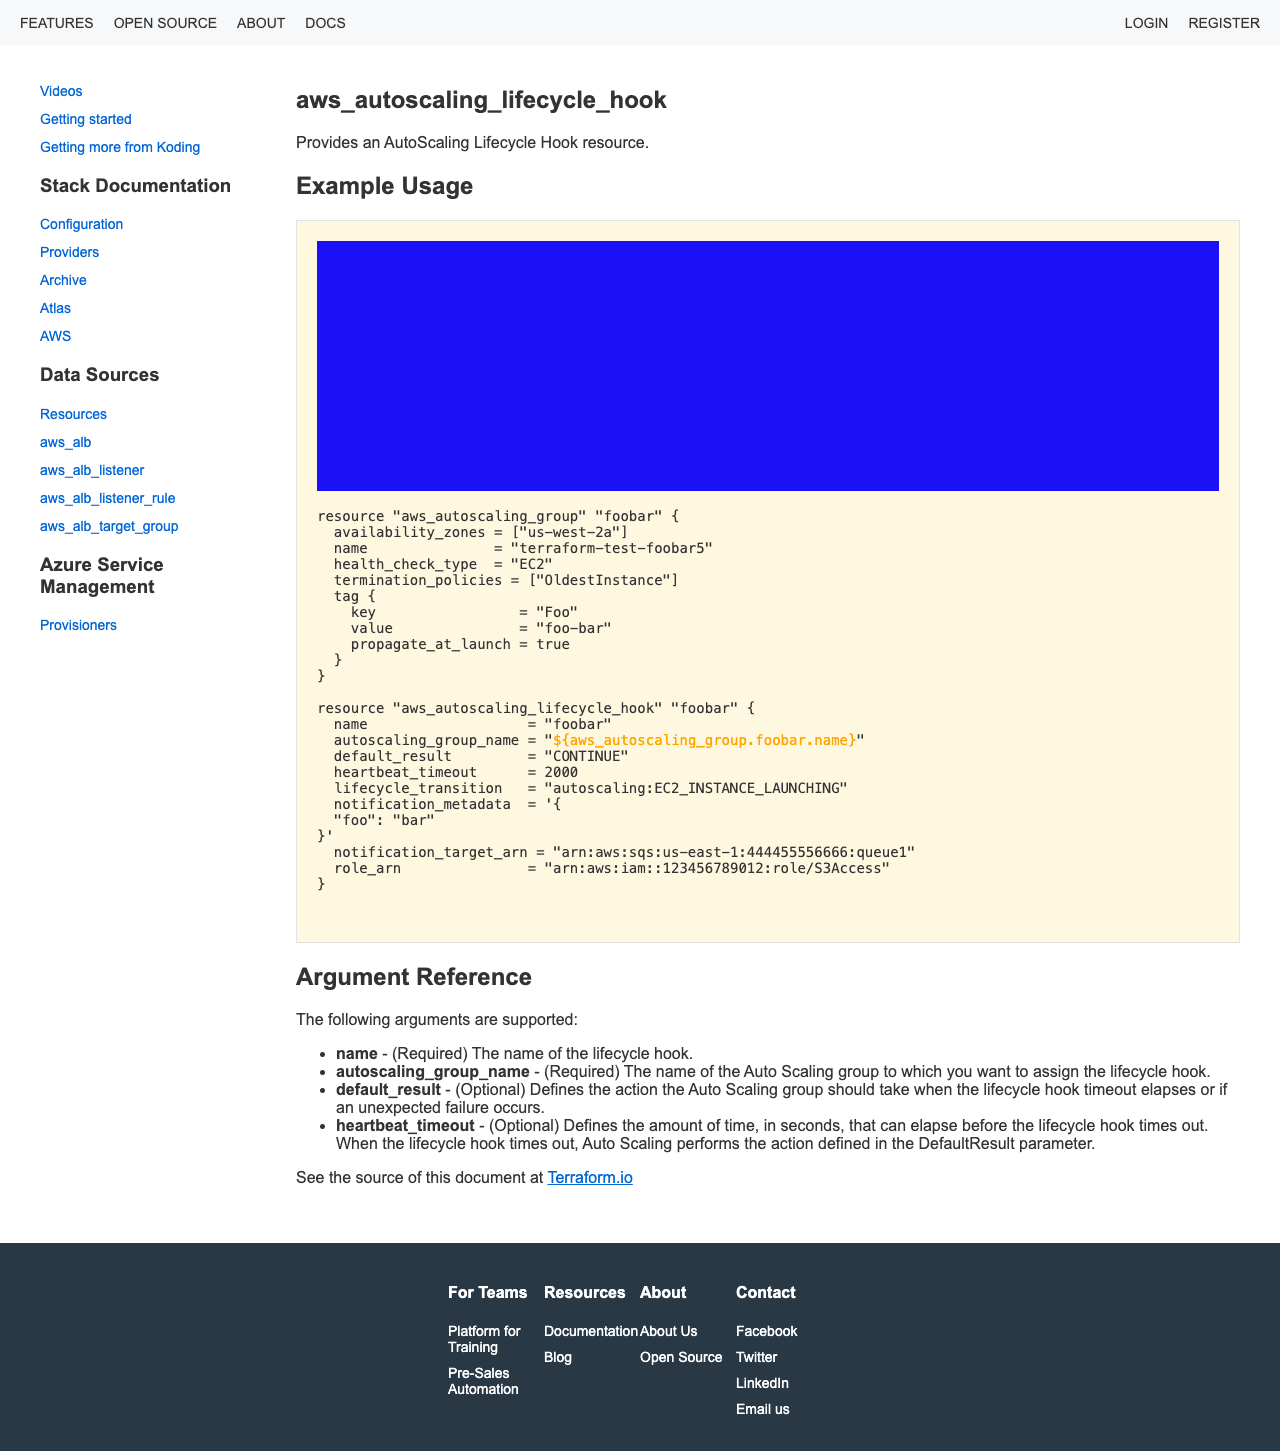 FEATURES OPEN SOURCE ABOUT DOCS LOGIN REGISTER
Videos
Getting started
Getting more from Koding
Stack Documentation
Configuration
Providers
Archive
Atlas
AWS
Data Sources
Resources
aws_alb
aws_alb_listener
aws_alb_listener_rule
aws_alb_target_group
Azure Service
Management
Provisioners
aws_autoscaling_lifecycle_hook
Provides an AutoScaling Lifecycle Hook resource.
Example Usage
resource "aws_autoscaling_group" "foobar" {
  availability_zones = ["us-west-2a"]
  name               = "terraform-test-foobar5"
  health_check_type  = "EC2"
  termination_policies = ["OldestInstance"]
  tag {
    key                 = "Foo"
    value               = "foo-bar"
    propagate_at_launch = true
  }
}
resource "aws_autoscaling_lifecycle_hook" "foobar" {
  name                   = "foobar"
  autoscaling_group_name = "${aws_autoscaling_group.foobar.name}"
  default_result         = "CONTINUE"
  heartbeat_timeout      = 2000
  lifecycle_transition   = "autoscaling:EC2_INSTANCE_LAUNCHING"
  notification_metadata  = '{
  "foo": "bar"
}'
  notification_target_arn = "arn:aws:sqs:us-east-1:444455556666:queue1"
  role_arn               = "arn:aws:iam::123456789012:role/S3Access"
}
Argument Reference
The following arguments are supported:
• name - (Required) The name of the lifecycle hook.
• autoscaling_group_name - (Required) The name of the Auto Scaling group to which you want to assign the lifecycle hook.
• default_result - (Optional) Defines the action the Auto Scaling group should take when the lifecycle hook timeout elapses or if
an unexpected failure occurs.
• heartbeat_timeout - (Optional) Defines the amount of time, in seconds, that can elapse before the lifecycle hook times out.
When the lifecycle hook times out, Auto Scaling performs the action defined in the DefaultResult parameter.
See the source of this document at Terraform.io
For Teams
Platform for
Training
Pre-Sales
Automation
Resources
Documentation
Blog
About
About Us
Open Source
Contact
Facebook
Twitter
LinkedIn
Email us